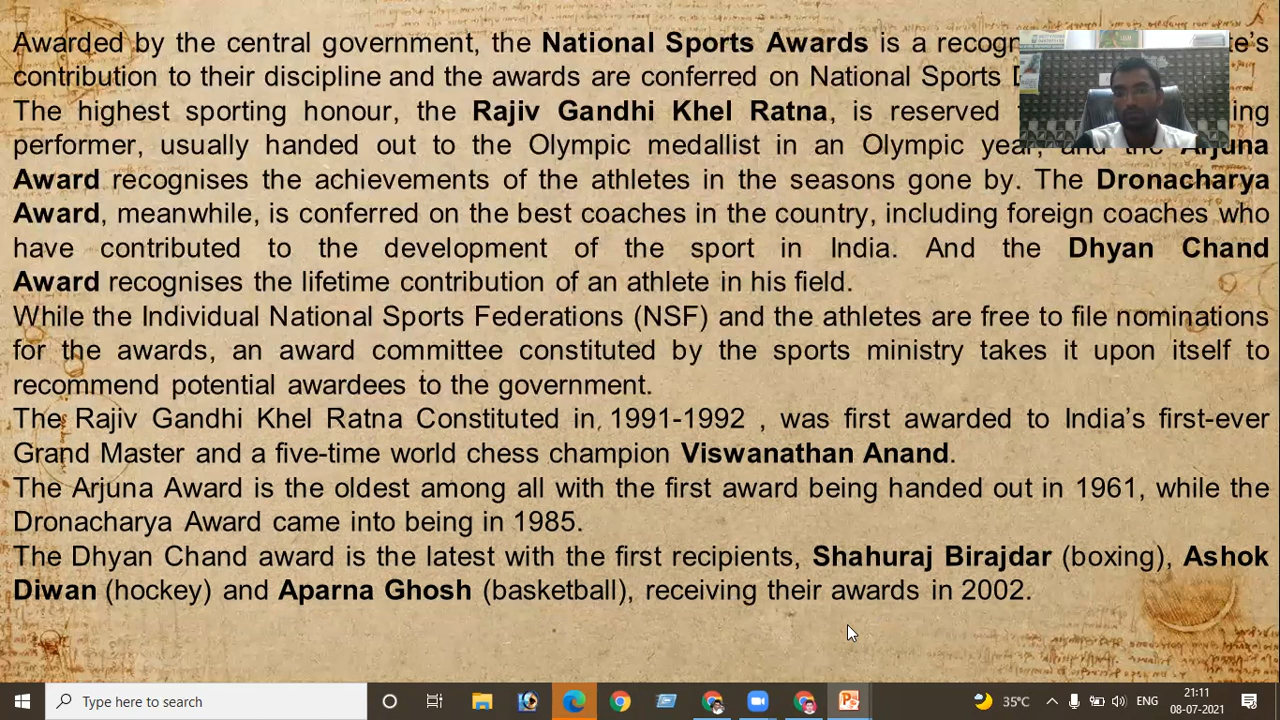 Awarded by the central government, the National Sports Awards is a te's
contribution to their discipline and the awards are conferred on National Sports
The highest sporting honour, the Rajiv Gandhi Khel Ratna, is reserved
performer, usually handed out to the Olympic medallist in an Olympic year, and the Arjuna
Award recognises the achievements of the athletes in the seasons gone by. The Dronacharya
Award, meanwhile, is conferred on the best coaches in the country, including foreign coaches who
have contributed to the development of the sport in India. And the Dhyan Chand
Award recognises the lifetime contribution of an athlete in his field.
While the Individual National Sports Federations (NSF) and the athletes are free to file nominations
for the awards, an award committee constituted by the sports ministry takes it upon itself to
recommend potential awardees to the government.
The Rajiv Gandhi Khel Ratna Constituted in 1991-1992 , was first awarded to India's first-ever
Grand Master and a five-time world chess champion Viswanathan Anand.
The Arjuna Award is the oldest among all with the first award being handed out in 1961, while the
Dronacharya Award came into being in 1985.
The Dhyan Chand award is the latest with the first recipients, Shahuraj Birajdar (boxing), Ashok
Diwan (hockey) and Aparna Ghosh (basketball), receiving their awards in 2002.
Type here to search
35°C
ENG
21:11
08-07-2021